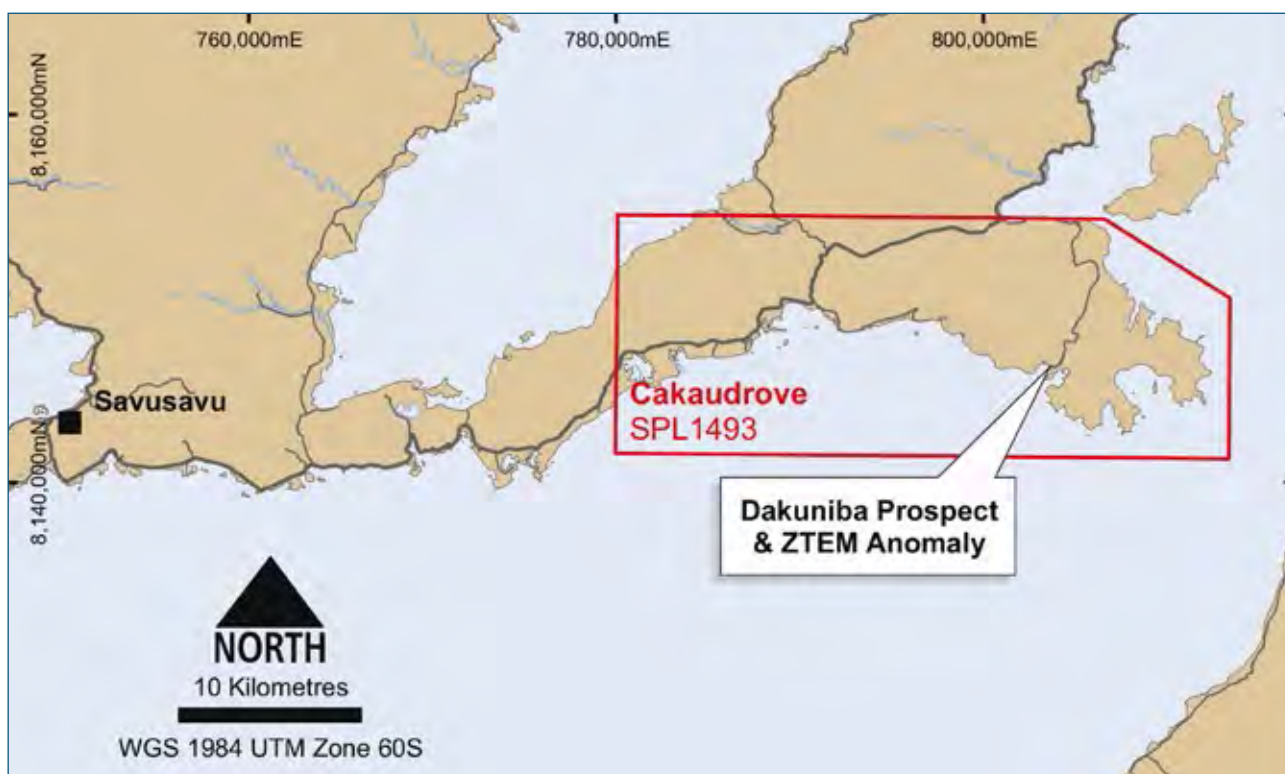 760,000mE
780,000mE
800,000mE
8,160,000mN
Savusavu
Cakaudrove
SPL1493
8,140,000mN
9
Dakuniba Prospect
& ZTEM Anomaly
NORTH
10 Kilometres
WGS 1984 UTM Zone 60S